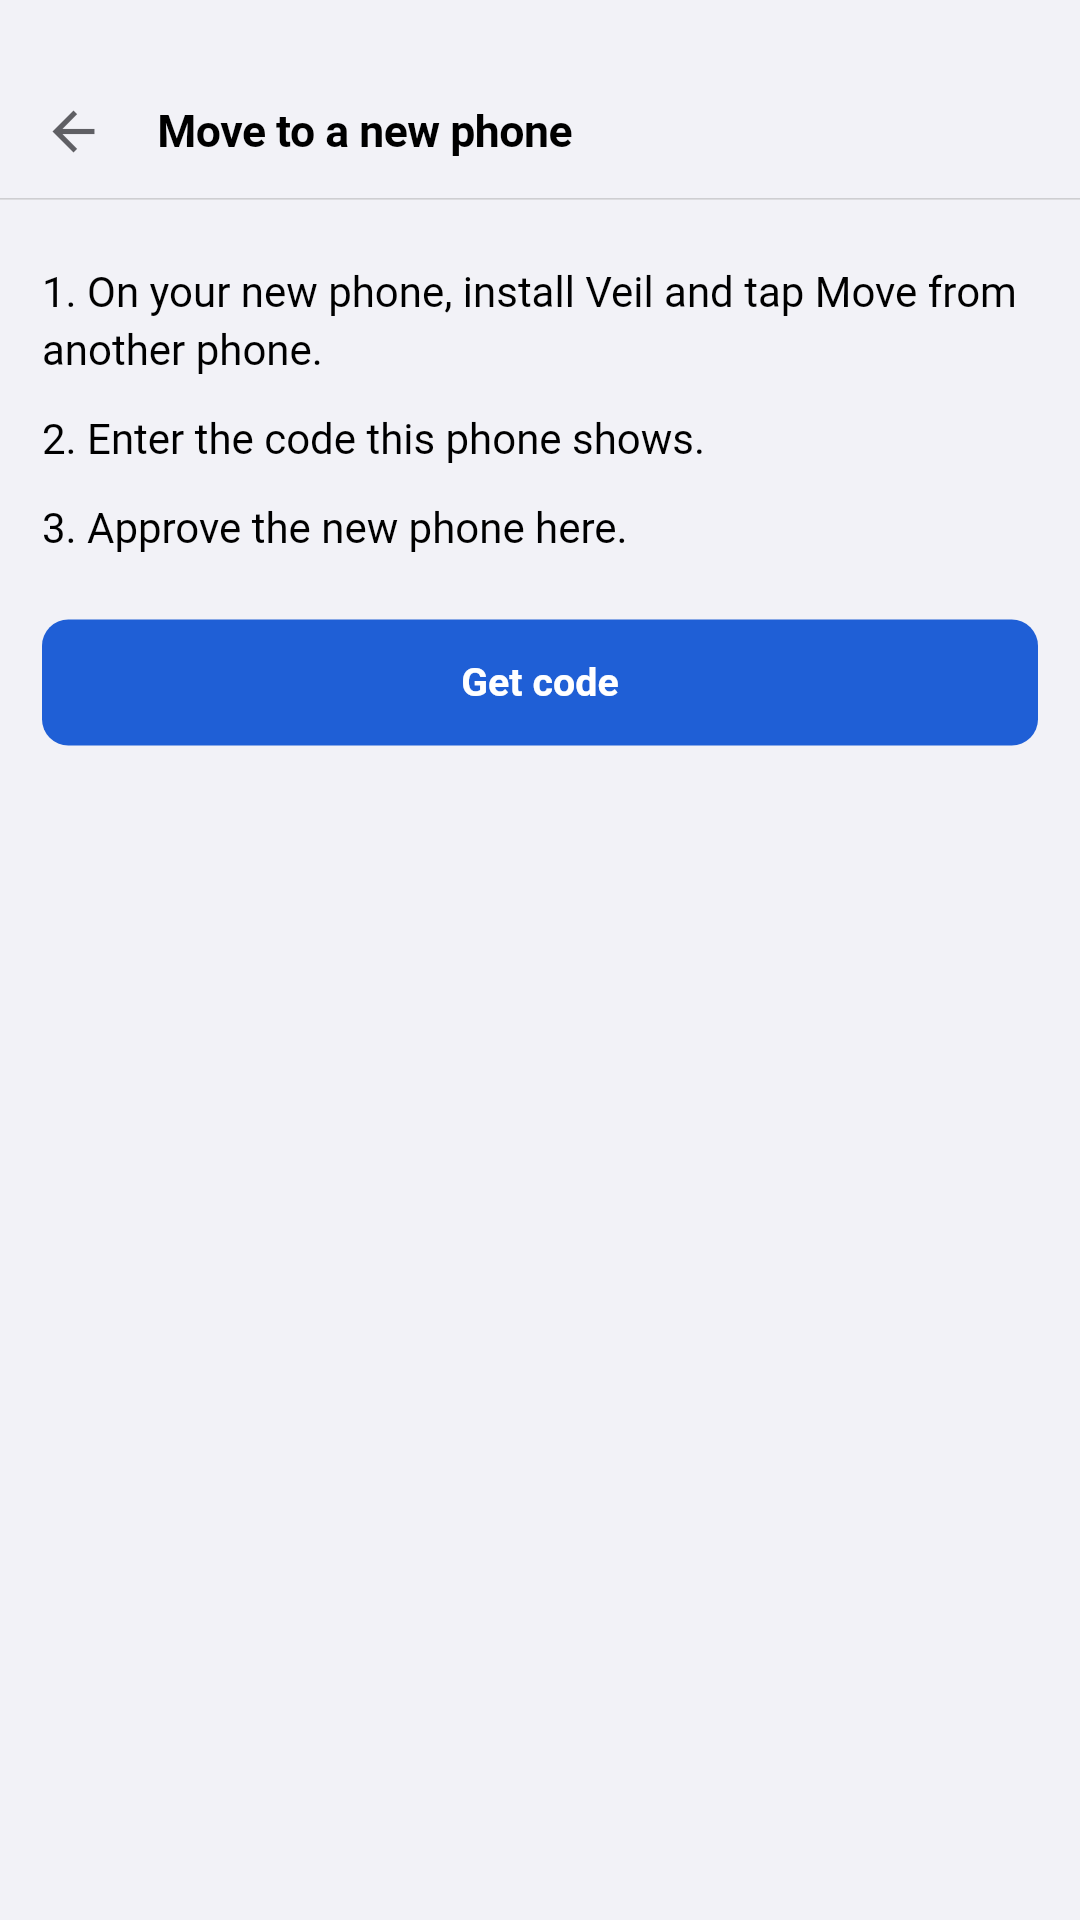 Move to a new phone
1. On your new phone, install Veil and tap Move from
another phone.
2. Enter the code this phone shows.
3. Approve the new phone here.
Get code